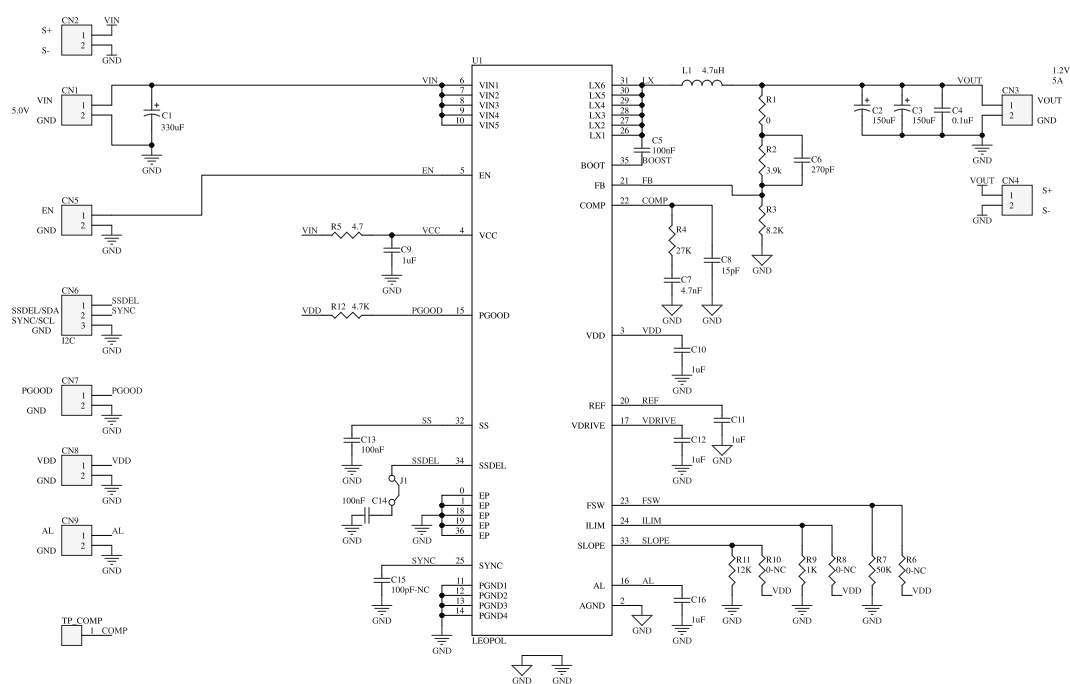 CN2
VIN
S+
1
2
S-
GND
CN1
VIN
5.0V
1
2
GND
C1
330uF
GND
CN5
EN
1
2
GND
GND
CN6
SSDEL/SDA
SYNC/SCL
GND
1 SSDEL
2 SYNC
3
I2C
GND
CN7
PGOOD
1 PGOOD
GND
2
GND
CN8
VDD
1 VDD
GND
2
GND
CN9
AL
1 AL
GND
2
GND
TP_COMP
1 COMP
U1
VIN 6 VIN1
7 VIN2
8 VIN3
9 VIN4
10 VIN5
EN 5 EN
VIN R5 4.7 VCC 4 VCC
C9
1uF
GND
VDD R12 4.7K PGOOD 15 PGOOD
SS 32 SS
C13
100nF
GND
SSDEL 34 SSDEL
J1
100nF C14
GND
0 EP
1 EP
18 EP
19 EP
36 EP
GND
SYNC 25 SYNC
C15
100pF-NC
GND
11 PGND1
12 PGND2
13 PGND3
14 PGND4
GND
LEOPOL
GND GND
LX6 31 LX
LX5 30
LX4 29
LX3 28
LX2 27
LX1 26
L1 4.7uH
C5
100nF
BOOT 35 BOOST
FB 21 FB
COMP 22 COMP
R4
27K
C7
4.7nF
GND
C8
15pF
GND
R1
0
R2
3.9k
C6
270pF
R3
8.2K
GND
VOUT
C2
150uF
C3
150uF
C4
0.1uF
GND
1.2V
5A
CN3
1
2
VOUT
GND
CN4
VOUT
1
2
S+
S-
GND
VDD 3 VDD
C10
1uF
GND
REF 20 REF
C11
1uF
GND
VDRIVE 17 VDRIVE
C12
1uF
GND
FSW 23 FSW
ILIM 24 ILIM
SLOPE 33 SLOPE
R11
12K
GND
R10
0-NC
VDD
R9
1K
GND
R8
0-NC
VDD
R7
50K
GND
R6
0-NC
VDD
AL 16 AL
C16
1uF
GND
AGND 2
GND